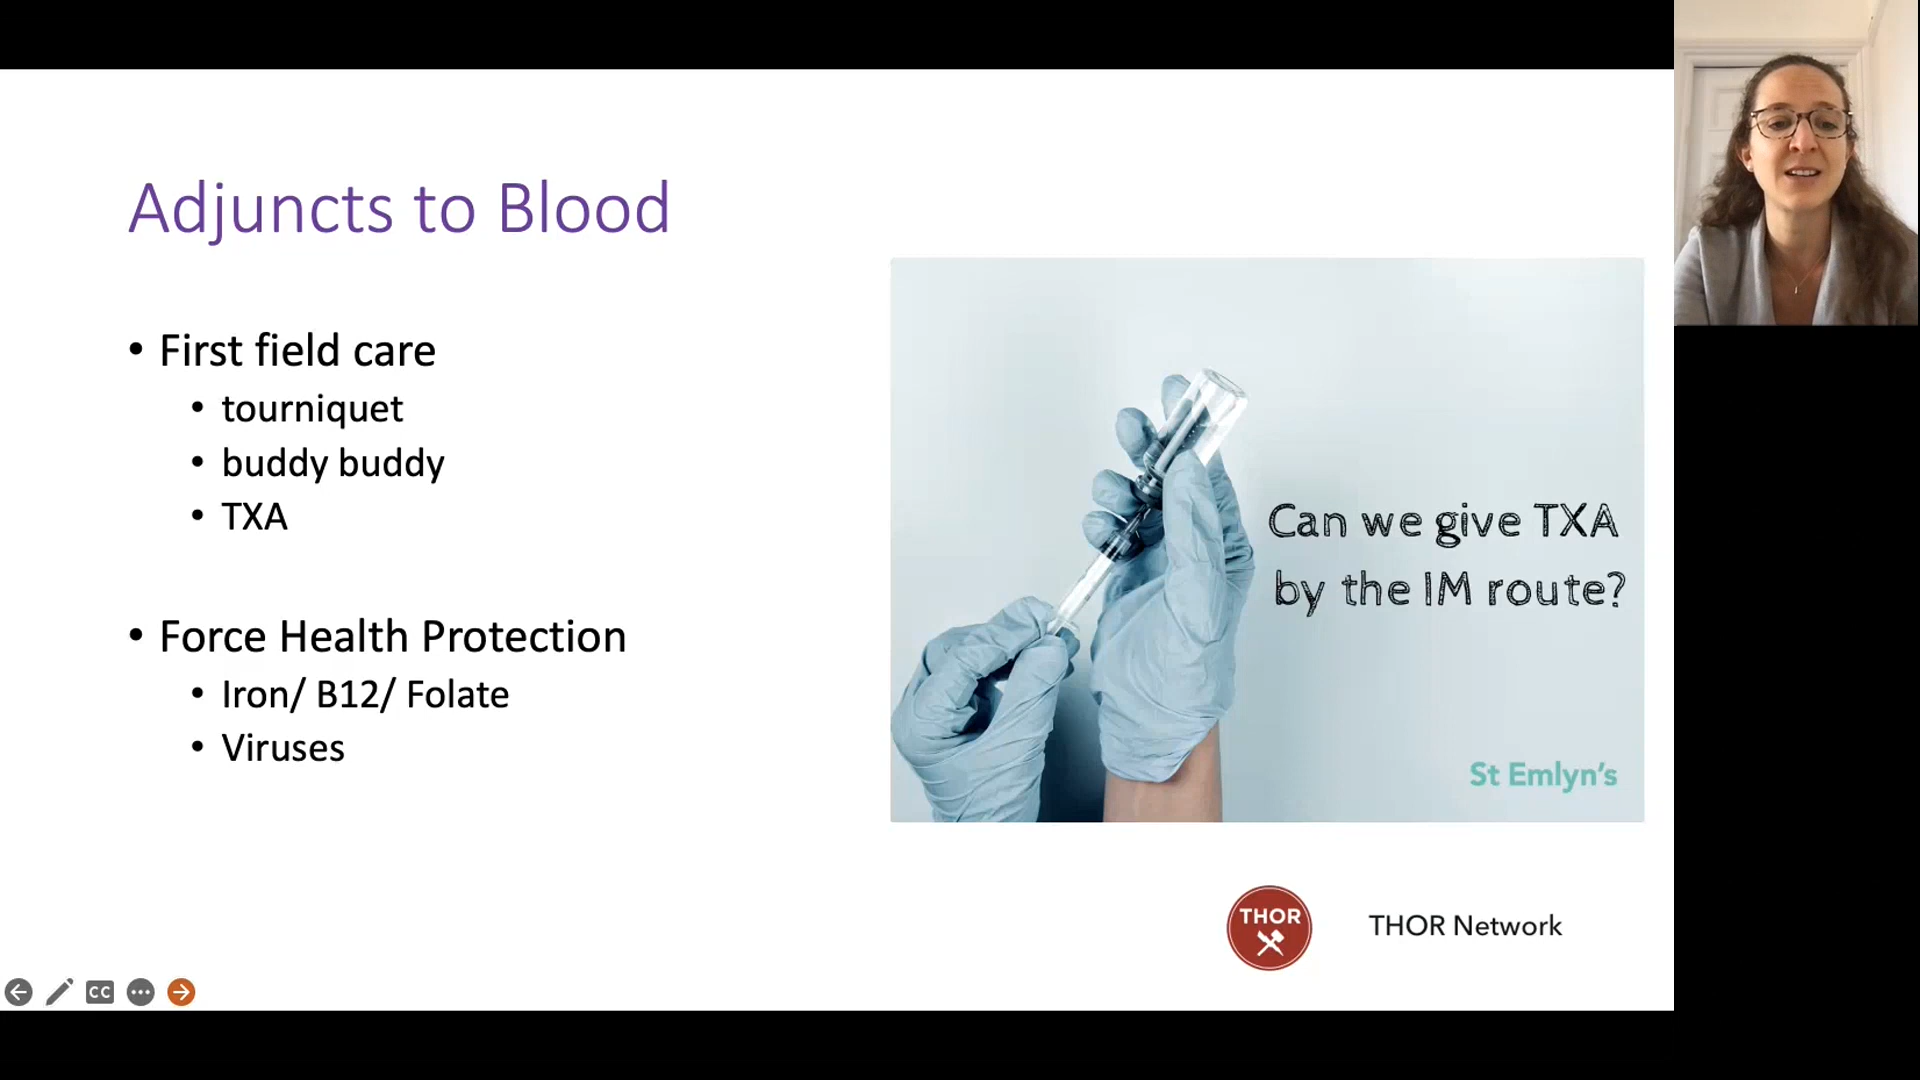 Adjuncts to Blood
• First field care
• tourniquet
• buddy buddy
• TXA
• Force Health Protection
• Iron/ B12/ Folate
• Viruses
Can we give TXA
by the IM route?
St Emlyn's
THOR
THOR Network
CC